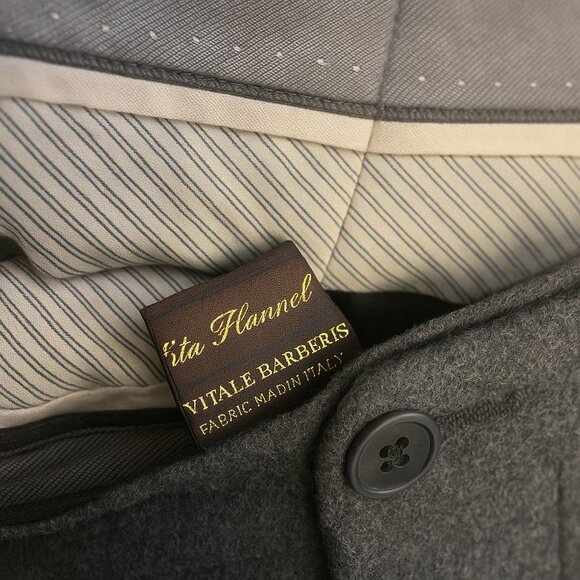 ita Flannel
VITALE BARBERIS
FABRIC MADIN ITALY